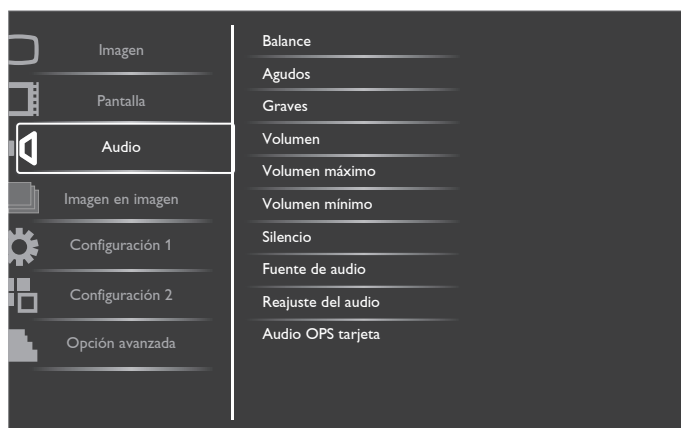 Imagen
Pantalla
Audio
Imagen en imagen
Configuración 1
Configuración 2
Opción avanzada
Balance
Agudos
Graves
Volumen
Volumen máximo
Volumen mínimo
Silencio
Fuente de audio
Reajuste del audio
Audio OPS tarjeta